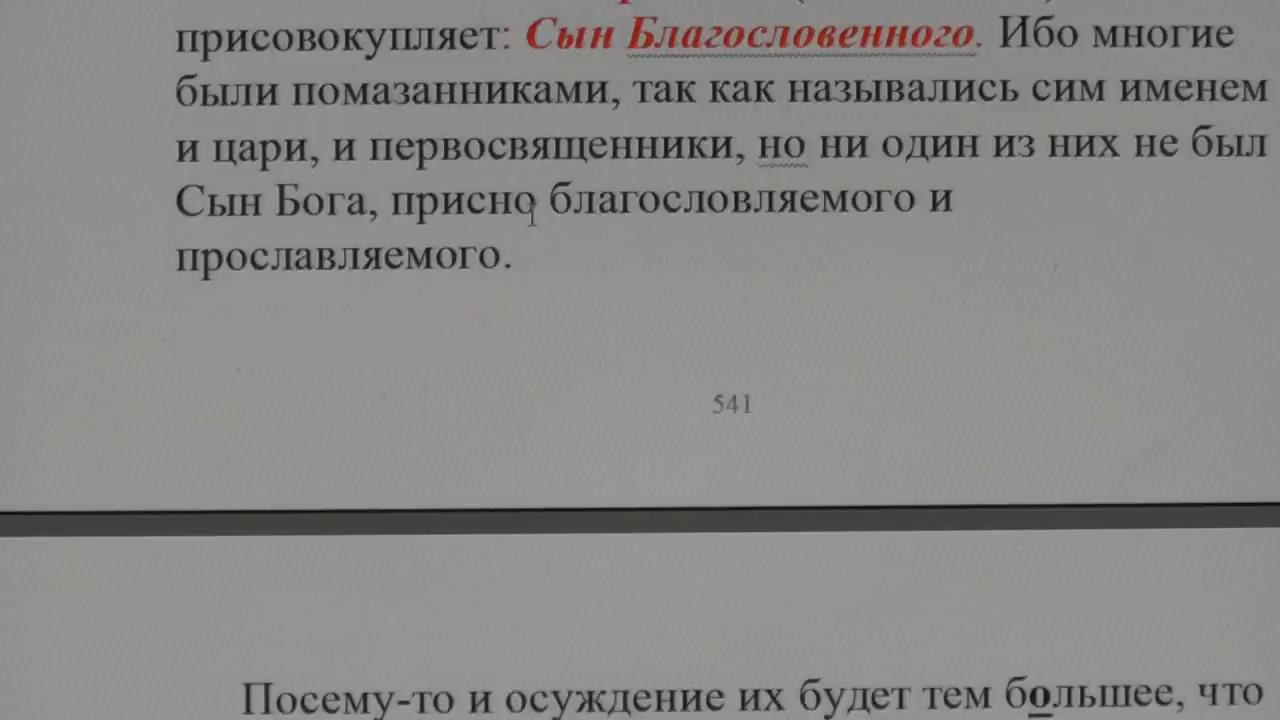 присовокупляет: Сын Благословенного. Ибо многие
были помазанниками, так как назывались сим именем
и цари, и первосвященники, но ни один из них не был
Сын Бога, присно благословляемого и
прославляемого.
541
Посему-то и осуждение их будет тем большее, что